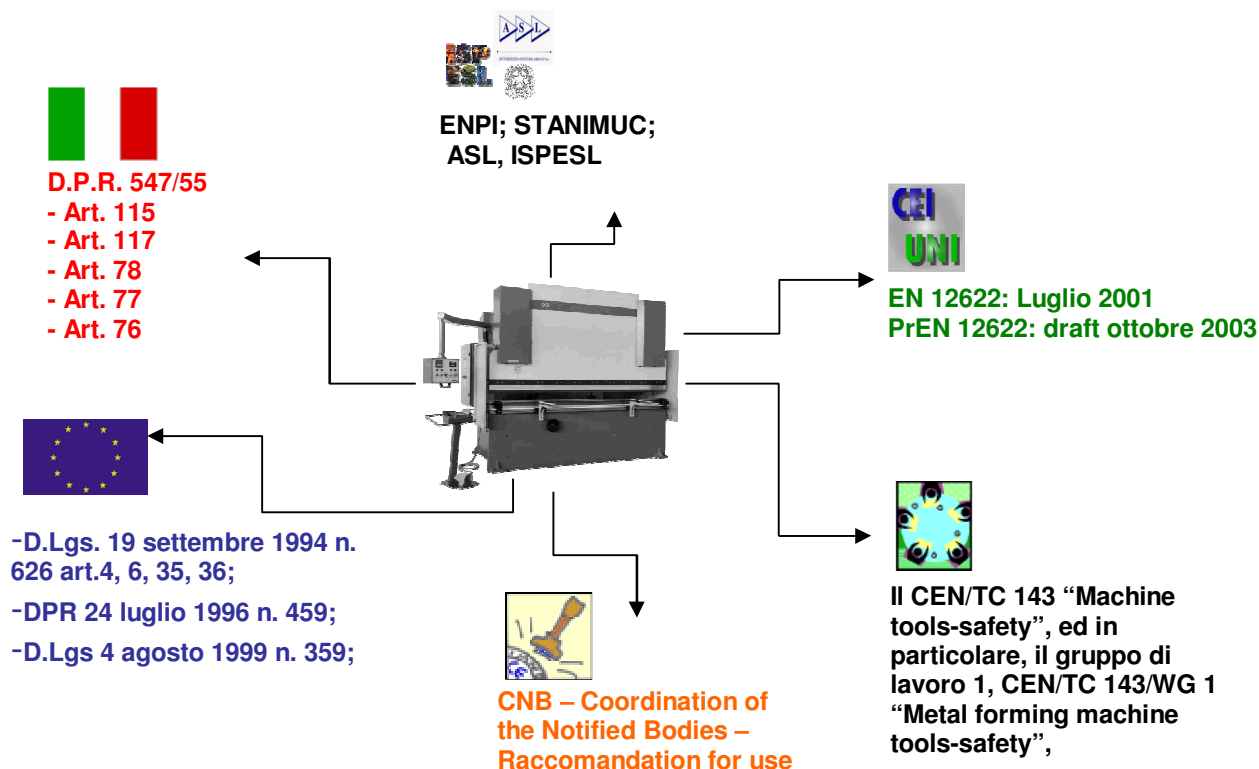 A S L
ENPI; STANIMUC;
ASL, ISPESL
D.P.R. 547/55
- Art. 115
- Art. 117
- Art. 78
- Art. 77
- Art. 76
CEI
UNI
EN 12622: Luglio 2001
PrEN 12622: draft ottobre 2003
-D.Lgs. 19 settembre 1994 n.
626 art.4, 6, 35, 36;
-DPR 24 luglio 1996 n. 459;
-D.Lgs 4 agosto 1999 n. 359;
CNB – Coordination of
the Notified Bodies –
Raccomandation for use
Il CEN/TC 143 “Machine
tools-safety”, ed in
particolare, il gruppo di
lavoro 1, CEN/TC 143/WG 1
“Metal forming machine
tools-safety”,